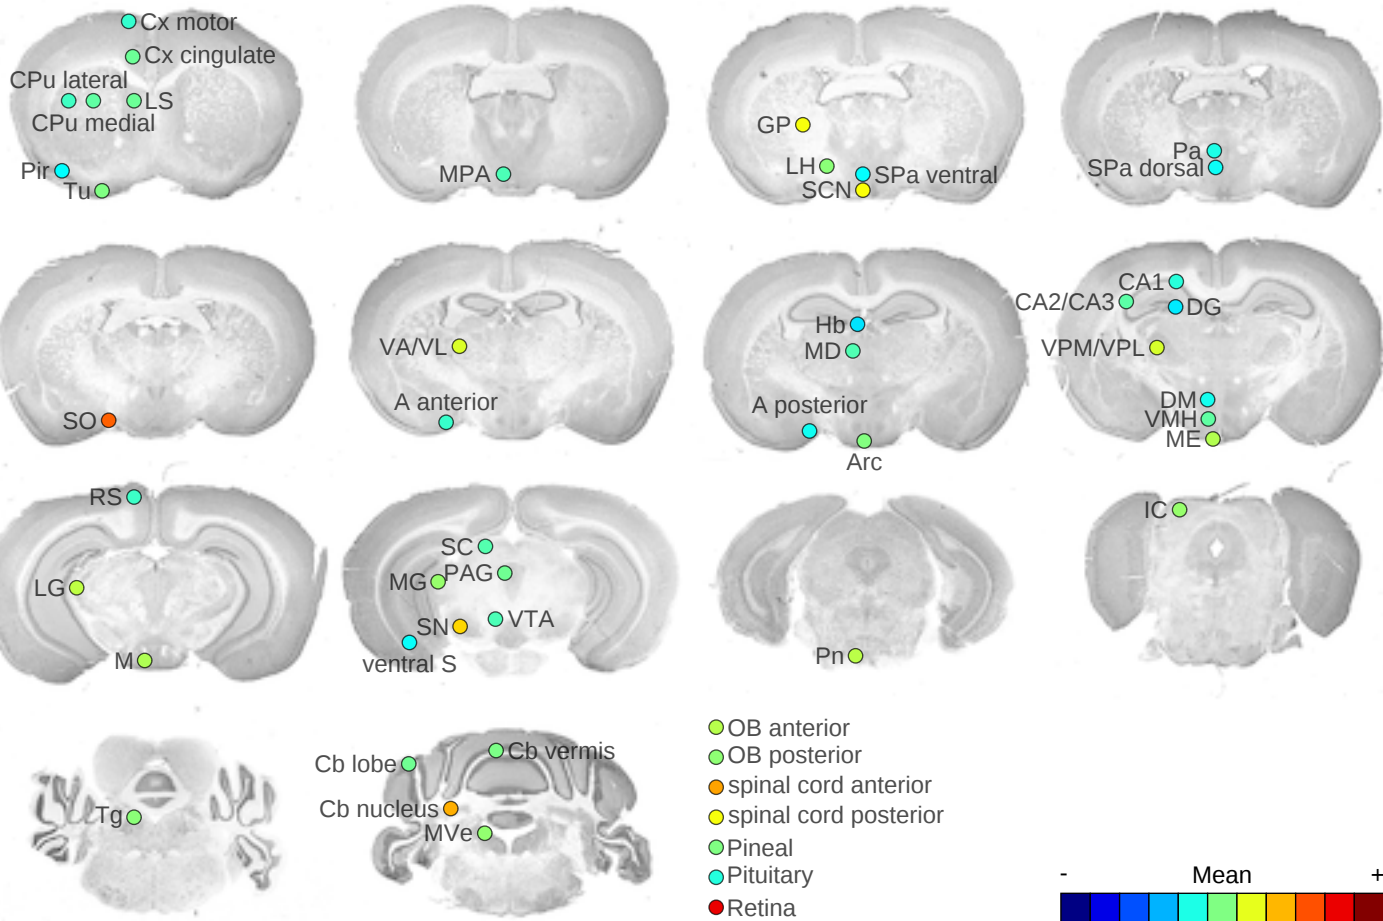 Cx motor
Cx cingulate
CPu lateral
LS
CPu medial
Pir
Tu
MPA
GP
LH
SPa ventral
SCN
Pa
SPa dorsal
SO
VA/VL
A anterior
Hb
MD
A posterior
Arc
CA1
CA2/CA3
DG
VPM/VPL
DM
VMH
ME
RS
LG
M
SC
PAG
MG
VTA
SN
ventral S
Pn
IC
Tg
Cb vermis
Cb lobe
Cb nucleus
MVe
OB anterior
OB posterior
spinal cord anterior
spinal cord posterior
Pineal
Pituitary
Retina
- Mean +